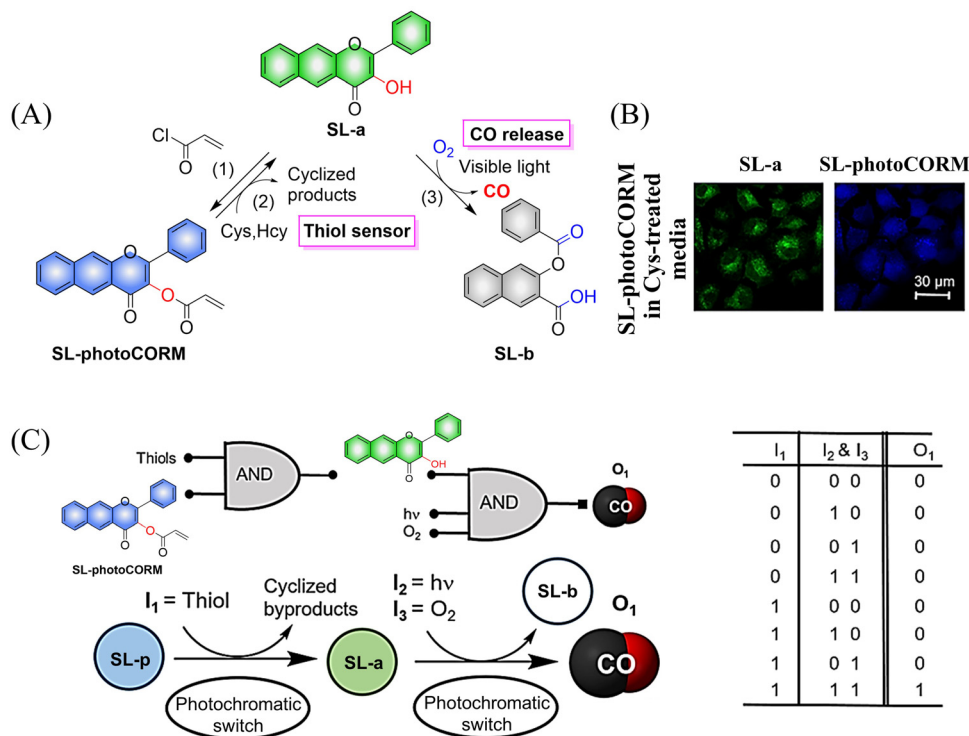 (A)
O
OH
O
SL-a
Cl
O
(1)
(2)
Cyclized
products
Cys,Hcy
Thiol sensor
CO release
O2
Visible light
(3)
CO
O
O
O
O
SL-photoCORM
O
O
OH
O
SL-b
(B)
SL-a
SL-photoCORM
SL-photoCORM
in Cys-treated
media
30 μm
(C)
Thiols
AND
O
O
O
O
SL-photoCORM
O
OH
O
hν
O2
AND
O1
CO
I1 = Thiol
Cyclized
byproducts
SL-p
Photochromatic
switch
SL-a
I2 = hν
I3 = O2
SL-b
O1
CO
Photochromatic
switch
I1 I2 & I3 O1
0 0 0 0
0 1 0 0
0 0 1 0
0 1 1 0
1 0 0 0
1 1 0 0
1 0 1 0
1 1 1 1